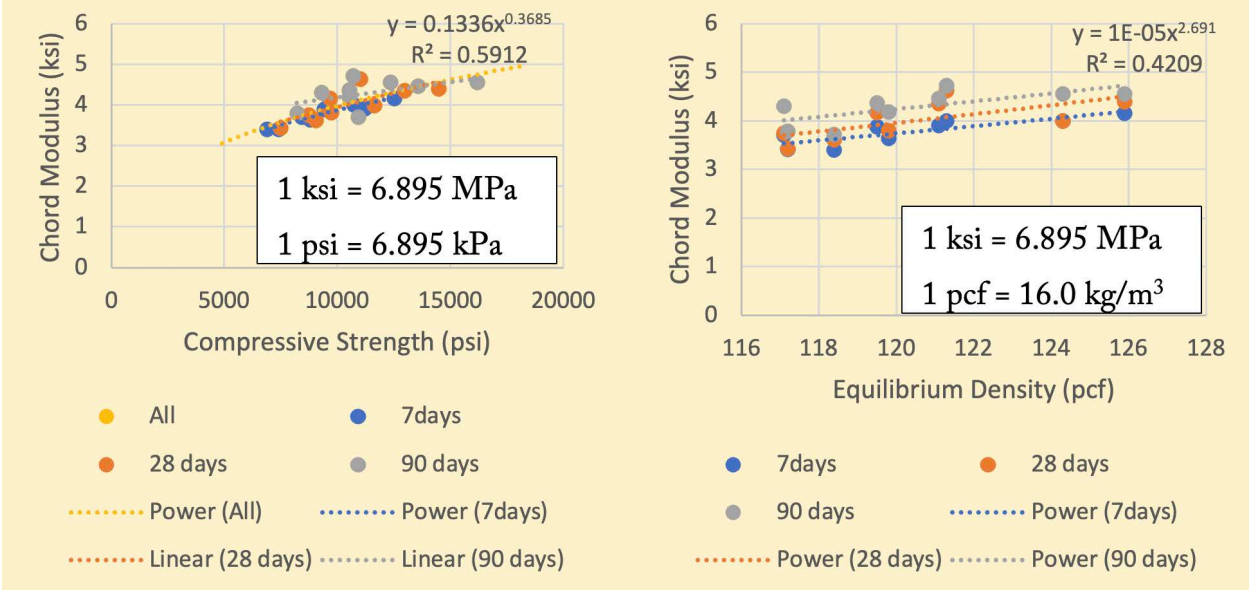 y = 0.1336x^0.3685
R² = 0.5912
Chord Modulus (ksi)
6
5
4
3
2
1
0
1 ksi = 6.895 MPa
1 psi = 6.895 kPa
0 5000 10000 15000 20000
Compressive Strength (psi)
All 7days
28 days 90 days
Power (All) Power (7days)
Linear (28 days) Linear (90 days)
y = 1E-05x^2.691
R² = 0.4209
Chord Modulus (ksi)
6
5
4
3
2
1
0
1 ksi = 6.895 MPa
1 pcf = 16.0 kg/m³
116 118 120 122 124 126 128
Equilibrium Density (pcf)
7days 28 days
90 days Power (7days)
Power (28 days) Power (90 days)